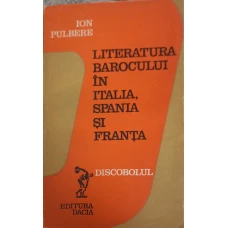 ION
PULBERE
LITERATURA
BAROCULUI
ÎN
ITALIA,
SPANIA
ȘI
FRANȚA
DISCOBOLUL
EDITURA
DACIA